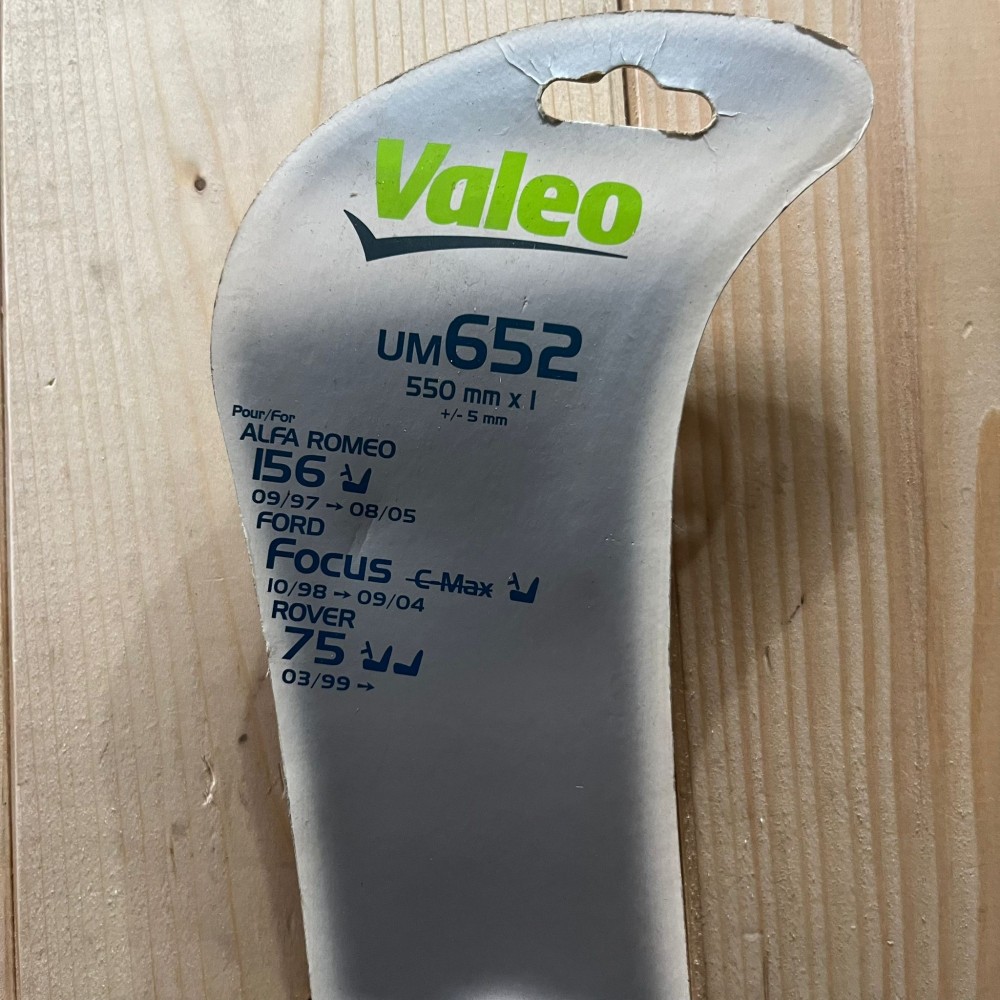 Valeo
UM652
550 mm x 1
+/- 5 mm
Pour/For
ALFA ROMEO
156
09/97 → 08/05
FORD
Focus C-Max
10/98 → 09/04
ROVER
75
03/99 →